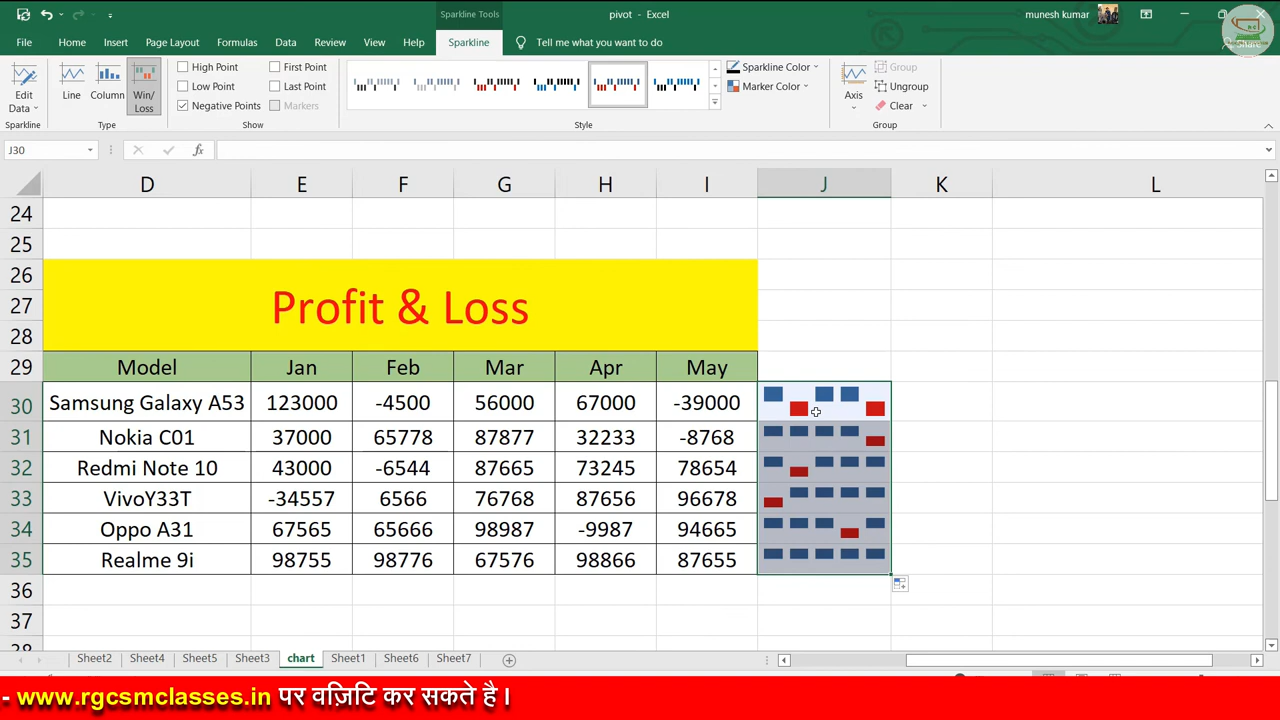 Sparkline Tools
pivot - Excel
munesh kumar
File Home Insert Page Layout Formulas Data Review View Help Sparkline Tell me what you want to do
Share
Edit Data
Line
Column
Win/ Loss
High Point
Low Point
Negative Points
First Point
Last Point
Markers
Sparkline Color
Marker Color
Axis
Group
Ungroup
Clear
Sparkline Type Show Style Group
J30 fx
D E F G H I J K L
24
25
26
27
28
Profit & Loss
29 Model Jan Feb Mar Apr May
30 Samsung Galaxy A53 123000 -4500 56000 67000 -39000
31 Nokia C01 37000 65778 87877 32233 -8768
32 Redmi Note 10 43000 -6544 87665 73245 78654
33 VivoY33T -34557 6566 76768 87656 96678
34 Oppo A31 67565 65666 98987 -9987 94665
35 Realme 9i 98755 98776 67576 98866 87655
36
37
38
Sheet2 Sheet4 Sheet5 Sheet3 chart Sheet1 Sheet6 Sheet7
- www.rgcsmclasses.in पर वज़िटि कर सकते है ।